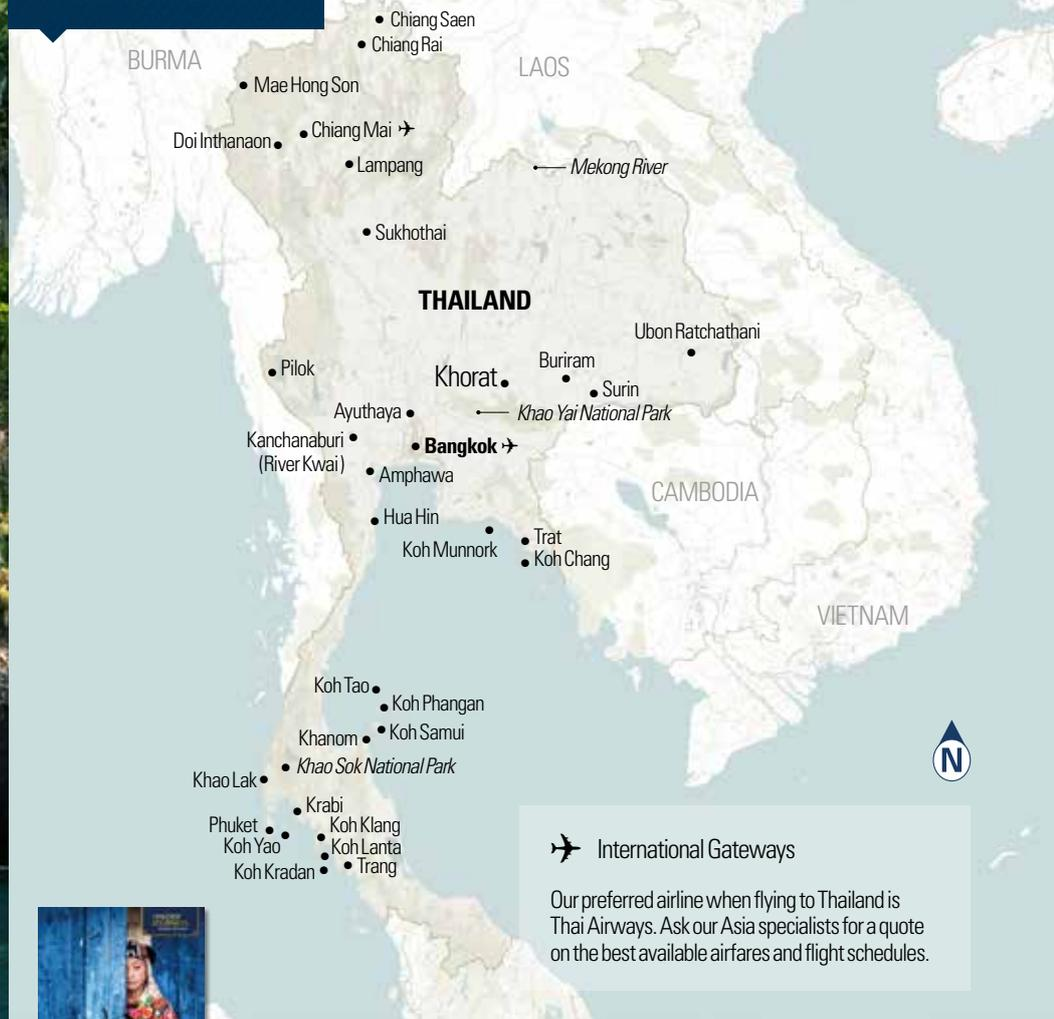 Chiang Saen
Chiang Rai
BURMA
LAOS
Mae Hong Son
Chiang Mai
Doi Inthanaon
Lampang
Mekong River
Sukhothai
THAILAND
Ubon Ratchathani
Buriram
Pilok
Khorat
Surin
Ayuthaya
Khao Yai National Park
Kanchanaburi
(River Kwai)
Bangkok
Amphawa
CAMBODIA
Hua Hin
Koh Munnork
Trat
Koh Chang
VIETNAM
Koh Tao
Koh Phangan
Koh Samui
Khanom
Khao Sok National Park
Khao Lak
Krabi
Phuket
Koh Klang
Koh Yao
Koh Lanta
Koh Kradan
Trang
N
International Gateways
Our preferred airline when flying to Thailand is
Thai Airways. Ask our Asia specialists for a quote
on the best available airfares and flight schedules.